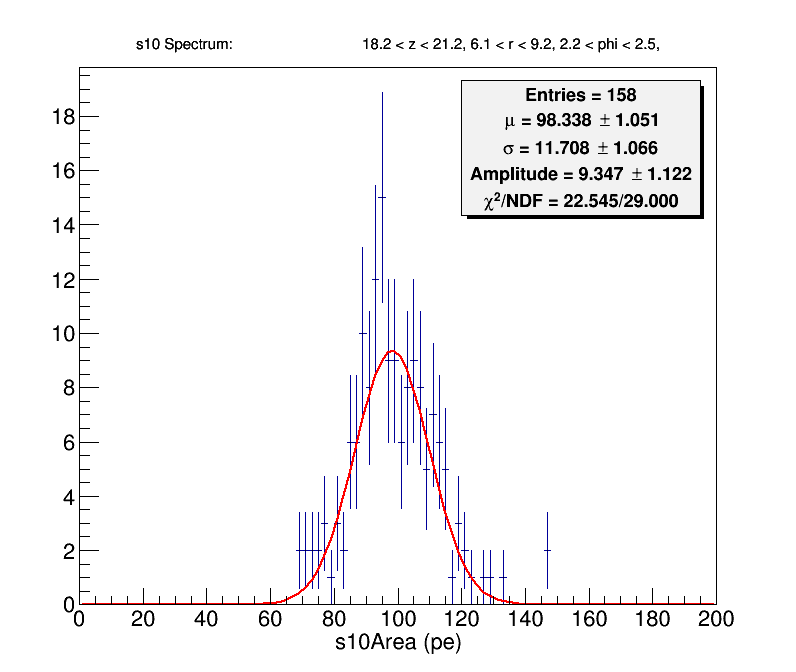 s10 Spectrum: 18.2 < z < 21.2, 6.1 < r < 9.2, 2.2 < phi < 2.5,
Entries = 158
μ = 98.338 ± 1.051
σ = 11.708 ± 1.066
Amplitude = 9.347 ± 1.122
χ²/NDF = 22.545/29.000
18
16
14
12
10
8
6
4
2
0
0 20 40 60 80 100 120 140 160 180 200
s10Area (pe)